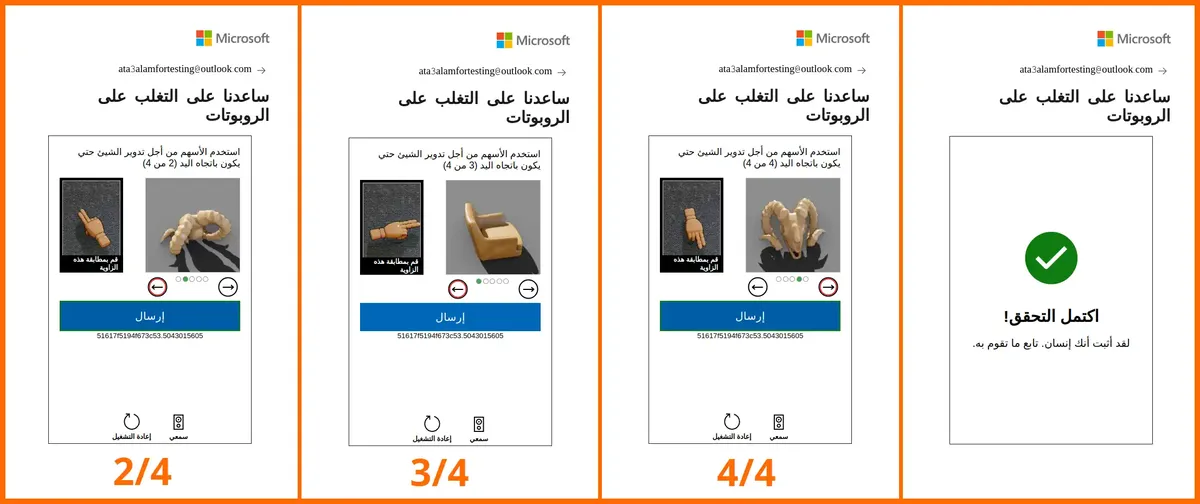 Microsoft
ata3alamfortesting@outlook.com
ساعدنا على التغلب على
الروبوتات
استخدم الأسهم من أجل تدوير الشيئ حتي
يكون باتجاه اليد (2 من 4)
قم بمطابقة هذه
الزاوية
إرسال
51617f5194f673c53.5043015605
سمعي
إعادة التشغيل
2/4
Microsoft
ata3alamfortesting@outlook.com
ساعدنا على التغلب على
الروبوتات
استخدم الأسهم من أجل تدوير الشيئ حتي
يكون باتجاه اليد (3 من 4)
قم بمطابقة هذه
الزاوية
إرسال
51617f5194f673c53.5043015605
سمعي
إعادة التشغيل
3/4
Microsoft
ata3alamfortesting@outlook.com
ساعدنا على التغلب على
الروبوتات
استخدم الأسهم من أجل تدوير الشيئ حتي
يكون باتجاه اليد (4 من 4)
قم بمطابقة هذه
الزاوية
إرسال
51617f5194f673c53.5043015605
سمعي
إعادة التشغيل
4/4
Microsoft
ata3alamfortesting@outlook.com
ساعدنا على التغلب على
الروبوتات
اكتمل التحقق!
لقد أثبت أنك إنسان. تابع ما تقوم به.